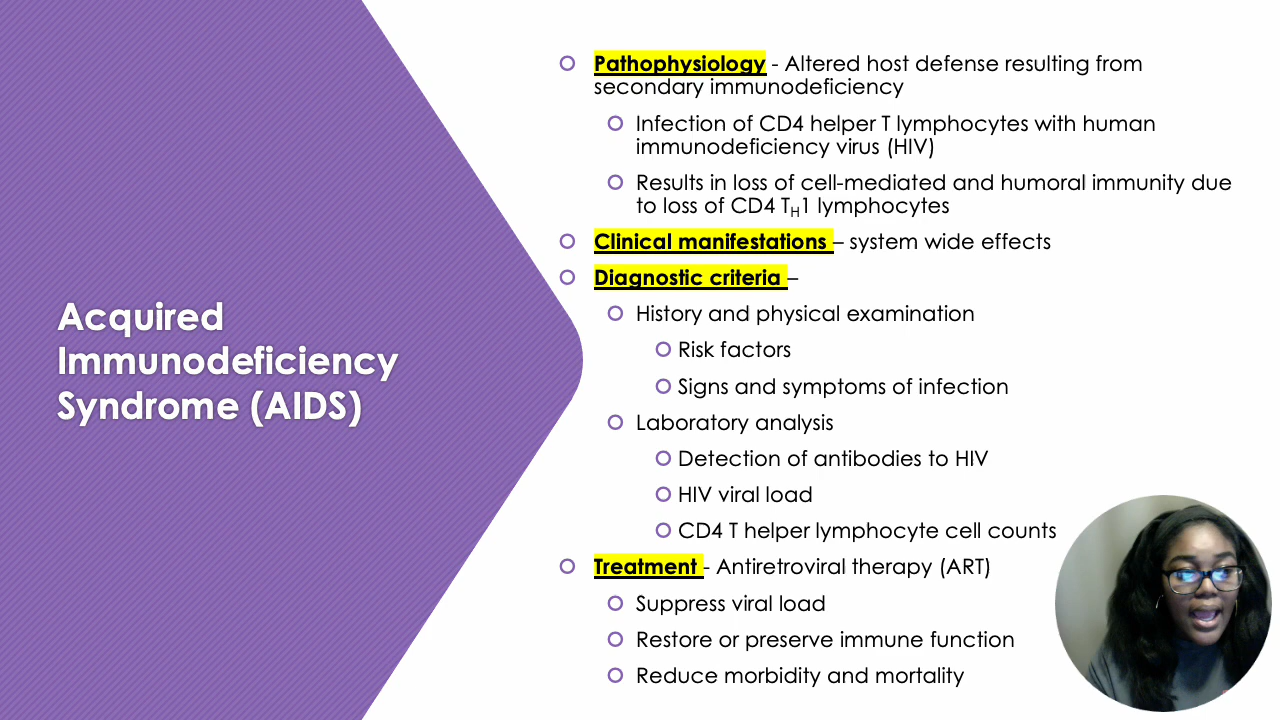 Acquired
Immunodeficiency
Syndrome (AIDS)
Pathophysiology - Altered host defense resulting from
secondary immunodeficiency
Infection of CD4 helper T lymphocytes with human
immunodeficiency virus (HIV)
Results in loss of cell-mediated and humoral immunity due
to loss of CD4 TH1 lymphocytes
Clinical manifestations – system wide effects
Diagnostic criteria –
History and physical examination
Risk factors
Signs and symptoms of infection
Laboratory analysis
Detection of antibodies to HIV
HIV viral load
CD4 T helper lymphocyte cell counts
Treatment - Antiretroviral therapy (ART)
Suppress viral load
Restore or preserve immune function
Reduce morbidity and mortality